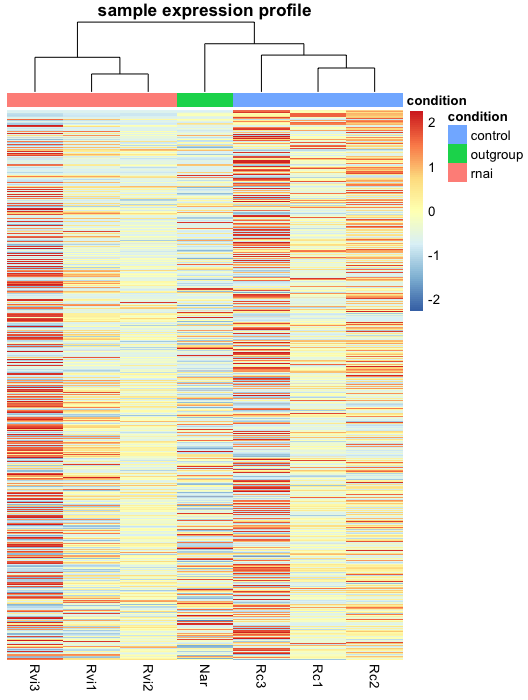 sample expression profile
condition
condition
control
outgroup
rnai
2
1
0
-1
-2
Rvi3
Rvi1
Rvi2
Nar
Rc3
Rc1
Rc2